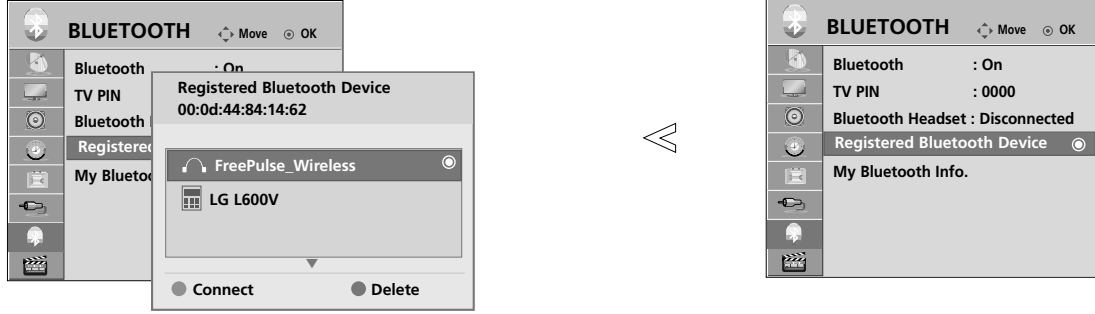 BLUETOOTH Move OK
Bluetooth : On
TV PIN
Bluetooth
Registered
My Bluetoo
Registered Bluetooth Device
00:0d:44:84:14:62
FreePulse_Wireless
LG L600V
Connect Delete
BLUETOOTH Move OK
Bluetooth : On
TV PIN : 0000
Bluetooth Headset : Disconnected
Registered Bluetooth Device
My Bluetooth Info.